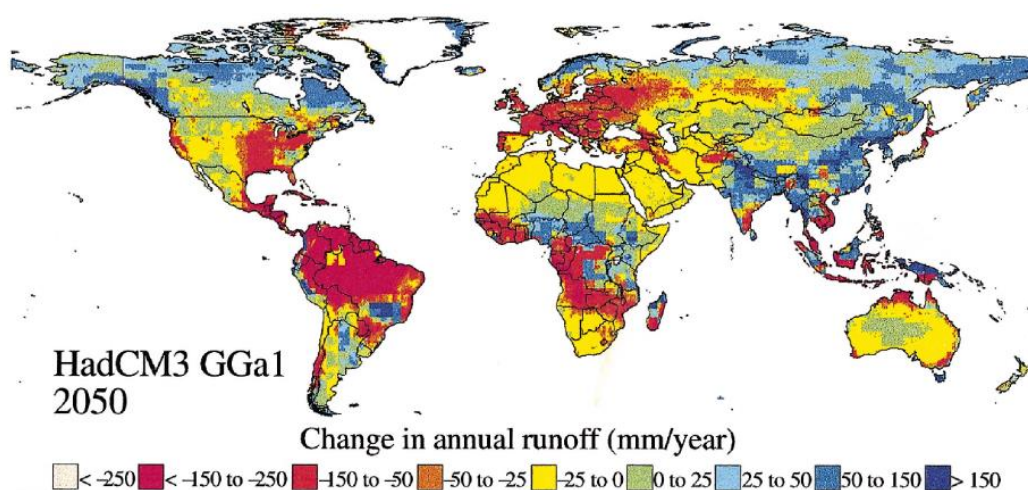 HadCM3 GGa1
2050
Change in annual runoff (mm/year)
< –250 < –150 to –250 –150 to –50 –50 to –25 –25 to 0 0 to 25 25 to 50 50 to 150 > 150